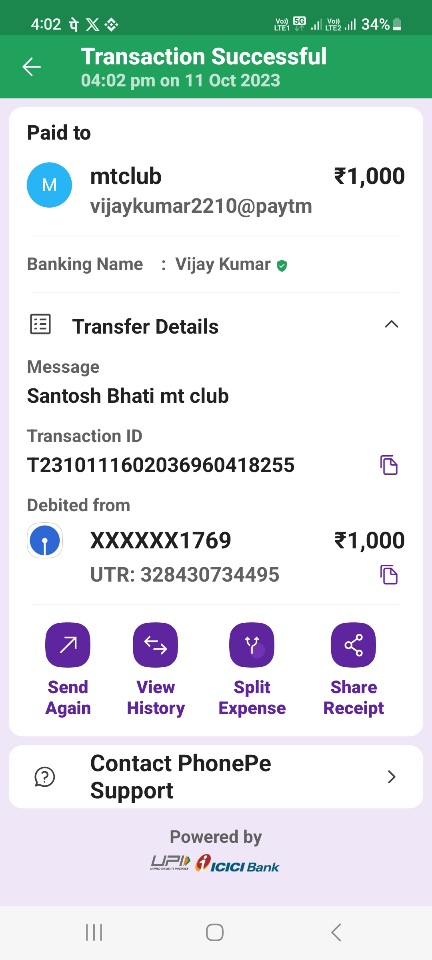 4:02 पे X Vo)) LTE1 5G Vo)) LTE2 34%
Transaction Successful
04:02 pm on 11 Oct 2023
Paid to
M mtclub ₹1,000
vijaykumar2210@paytm
Banking Name : Vijay Kumar
Transfer Details
Message
Santosh Bhati mt club
Transaction ID
T2310111602036960418255
Debited from
XXXXXX1769 ₹1,000
UTR: 328430734495
Send Again
View History
Split Expense
Share Receipt
Contact PhonePe
Support
Powered by
UPI ICICI Bank